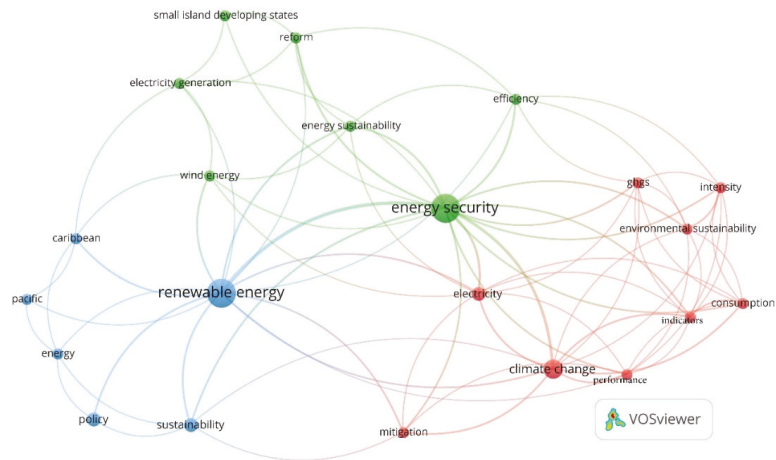 small island developing states
reform
electricity generation
efficiency
energy sustainability
wind energy
ghgs
intensity
energy security
environmental sustainability
caribbean
renewable energy
electricity
pacific
consumption
indicators
energy
climate change
performance
policy
sustainability
mitigation
VOSviewer